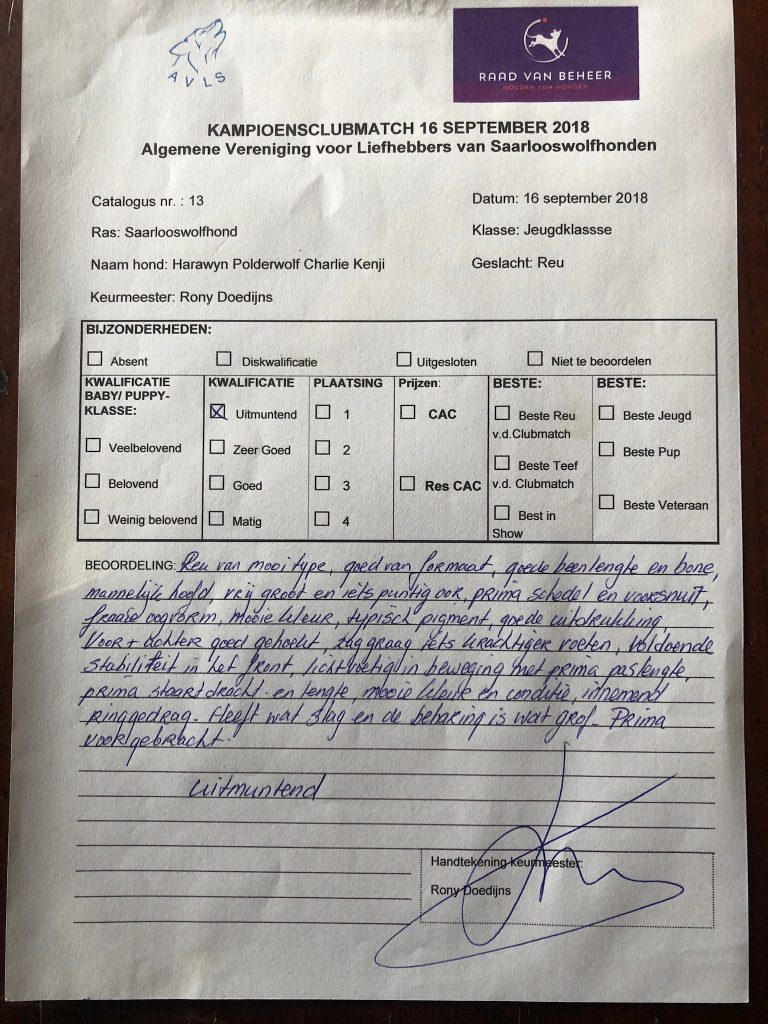 AVLS
RAAD VAN BEHEER
HOUDEN VAN HONDEN
KAMPIOENSCLUBMATCH 16 SEPTEMBER 2018
Algemene Vereniging voor Liefhebbers van Saarlooswolfhonden
Catalogus nr. : 13
Datum: 16 september 2018
Ras: Saarlooswolfhond
Klasse: Jeugdklassse
Naam hond: Harawyn Polderwolf Charlie Kenji
Geslacht: Reu
Keurmeester: Rony Doedijns
BIJZONDERHEDEN:
Absent
Diskwalificatie
Uitgesloten
Niet te beoordelen
KWALIFICATIE
BABY/ PUPPY-
KLASSE:
Veelbelovend
Belovend
Weinig belovend
KWALIFICATIE
Uitmuntend
Zeer Goed
Goed
Matig
PLAATSING
1
2
3
4
Prijzen:
CAC
Res CAC
BESTE:
Beste Reu
v.d.Clubmatch
Beste Teef
v.d. Clubmatch
Best in
Show
BESTE:
Beste Jeugd
Beste Pup
Beste Veteraan
BEOORDELING: Reu van mooi type, goed van formaat, goede beenlengte en bone,
mannelijk hoofd, vrij groot en iets puntig oor, prima schedel en voorsnuit,
fraaie oogvorm, mooie kleur, typisch pigment, goede uitdrukking
Voor + achter goed gehoekt, zag graag iets krachtiger voeten, voldoende
stabiliteit in het front, lichtvoetig in beweging met prima paslengte,
prima staartdracht en lengte, mooie kleur en conditie, innemend
ringgedrag. Heeft wat slag en de beharing is wat grof. Prima
voorgebracht.
uitmuntend
Handtekening keurmeester:
Rony Doedijns